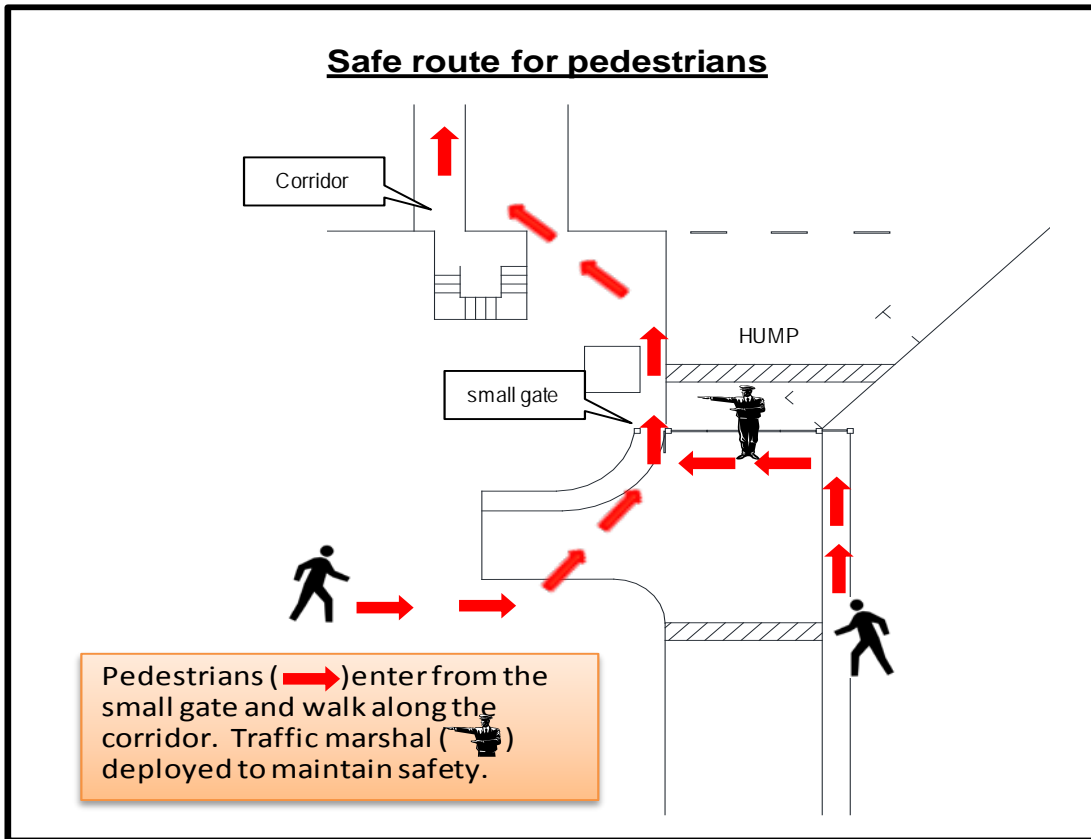 Safe route for pedestrians
Corridor
HUMP
small gate
Pedestrians ( ) enter from the
small gate and walk along the
corridor. Traffic marshal ( )
deployed to maintain safety.